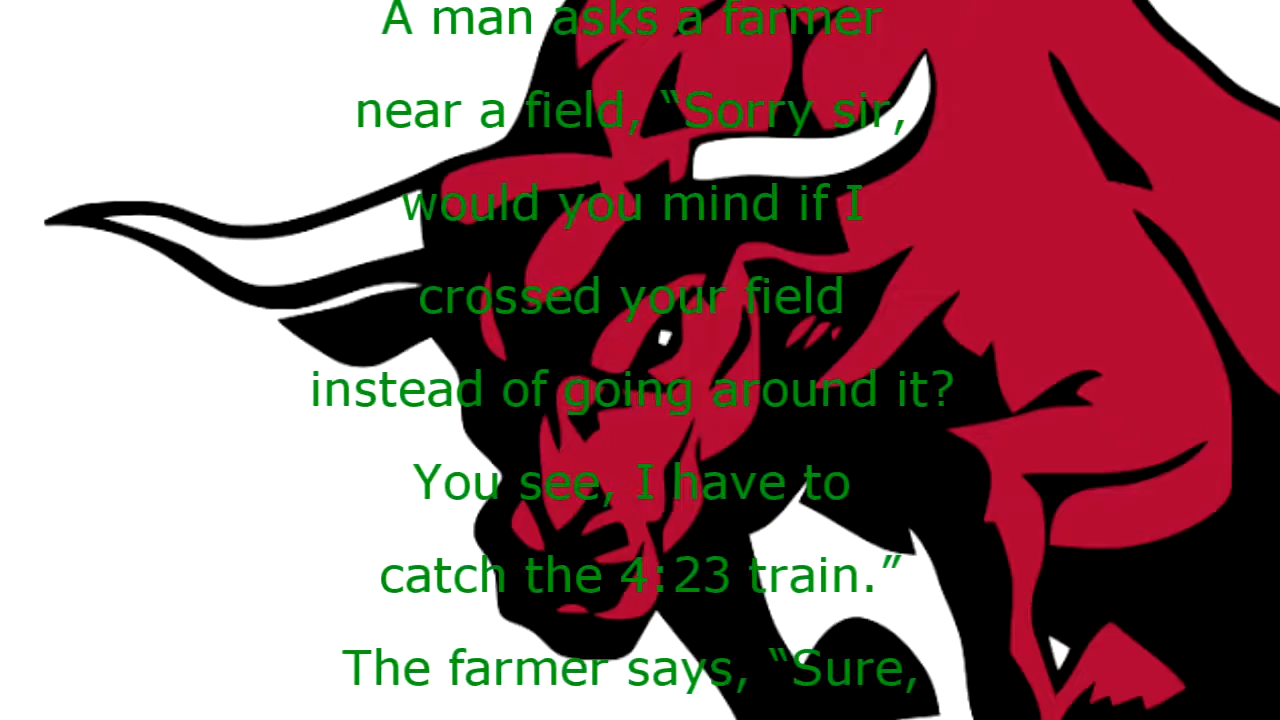 A man asks a farmer
near a field, “Sorry sir,
would you mind if I
crossed your field
instead of going around it?
You see, I have to
catch the 4:23 train.”
The farmer says, “Sure,